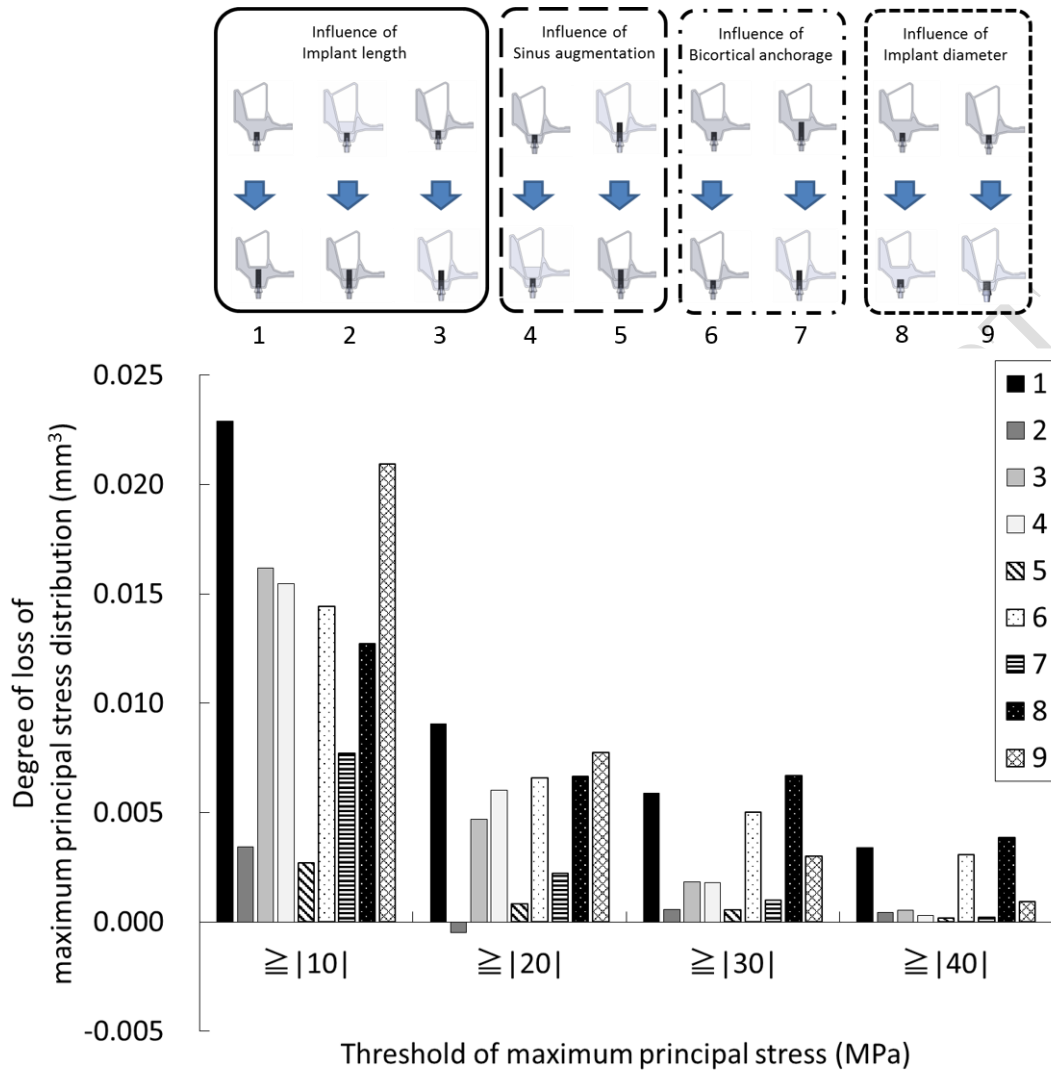 Influence of
Implant length
Influence of
Sinus augmentation
Influence of
Bicortical anchorage
Influence of
Implant diameter
1 2 3 4 5 6 7 8 9
0.025
0.020
0.015
0.010
0.005
0.000
-0.005
Degree of loss of
maximum principal stress distribution (mm³)
≧|10| ≧|20| ≧|30| ≧|40|
Threshold of maximum principal stress (MPa)
1
2
3
4
5
6
7
8
9